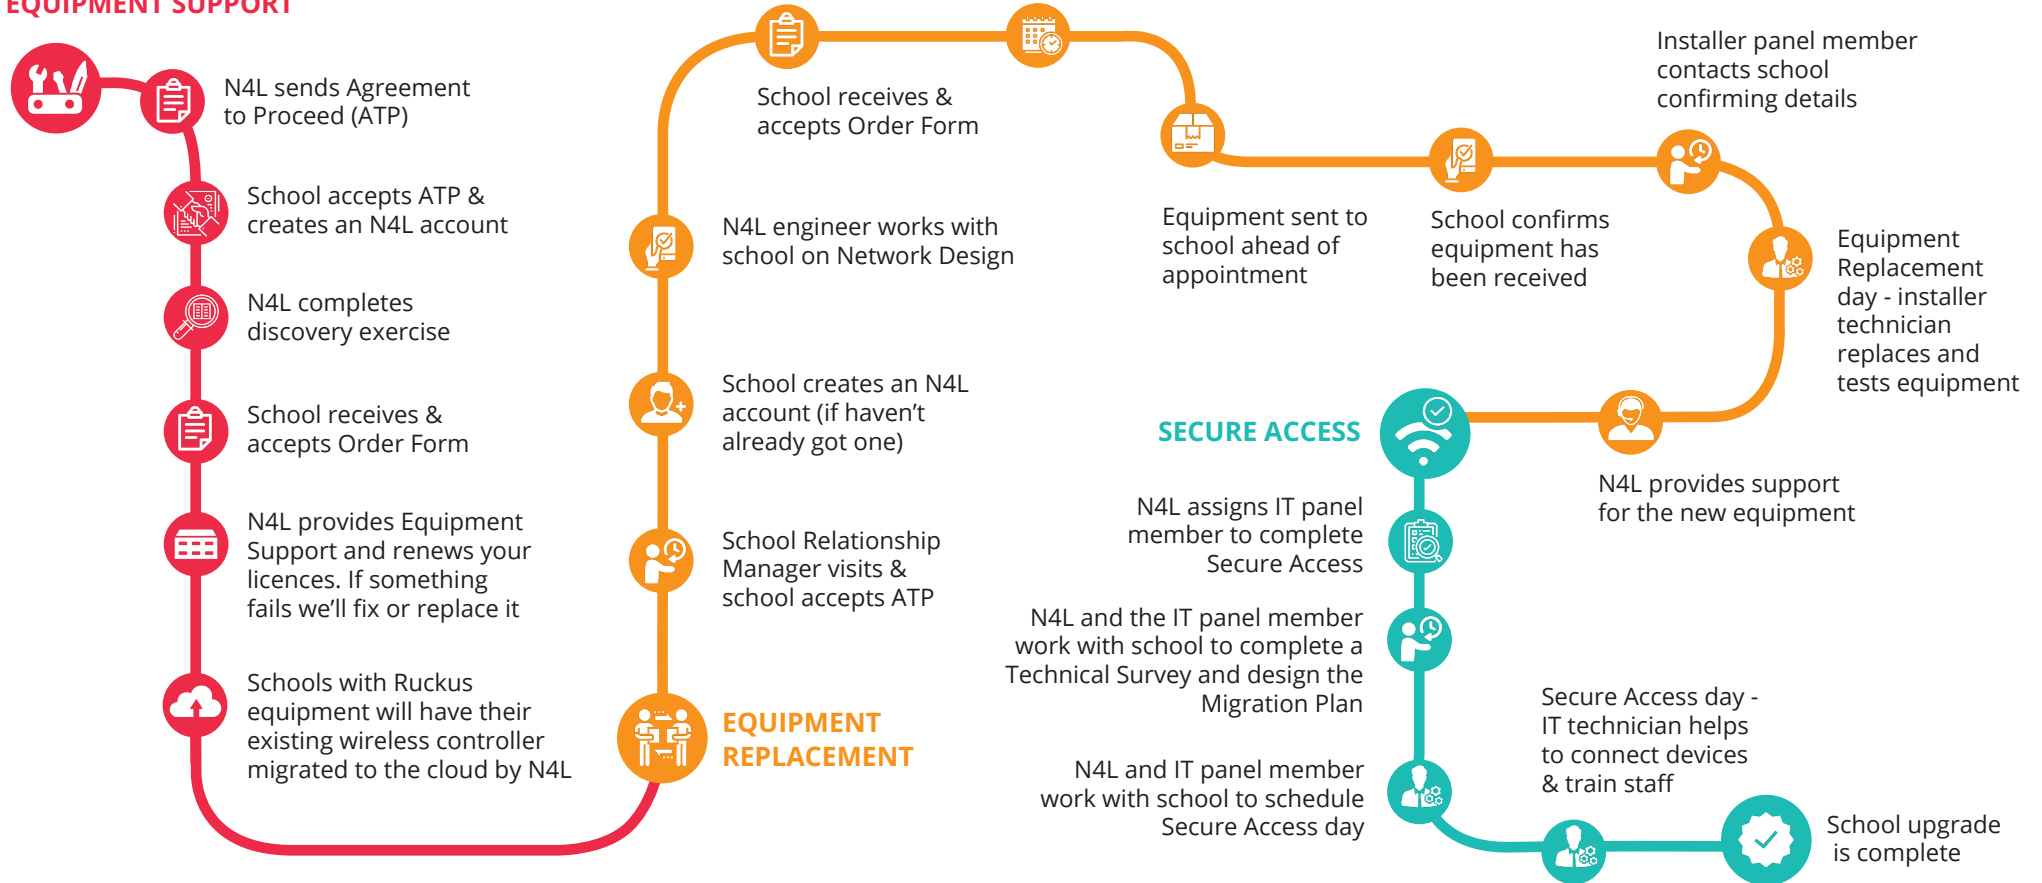 EQUIPMENT SUPPORT
N4L sends Agreement
to Proceed (ATP)
School accepts ATP &
creates an N4L account
N4L completes
discovery exercise
School receives &
accepts Order Form
N4L provides Equipment
Support and renews your
licences. If something
fails we’ll fix or replace it
Schools with Ruckus
equipment will have their
existing wireless controller
migrated to the cloud by N4L
EQUIPMENT
REPLACEMENT
School Relationship
Manager visits &
school accepts ATP
School creates an N4L
account (if haven’t
already got one)
N4L engineer works with
school on Network Design
School receives &
accepts Order Form
Equipment sent to
school ahead of
appointment
School confirms
equipment has
been received
Installer panel member
contacts school
confirming details
Equipment
Replacement
day - installer
technician
replaces and
tests equipment
N4L provides support
for the new equipment
SECURE ACCESS
N4L assigns IT panel
member to complete
Secure Access
N4L and the IT panel member
work with school to complete a
Technical Survey and design the
Migration Plan
N4L and IT panel member
work with school to schedule
Secure Access day
Secure Access day -
IT technician helps
to connect devices
& train staff
School upgrade
is complete